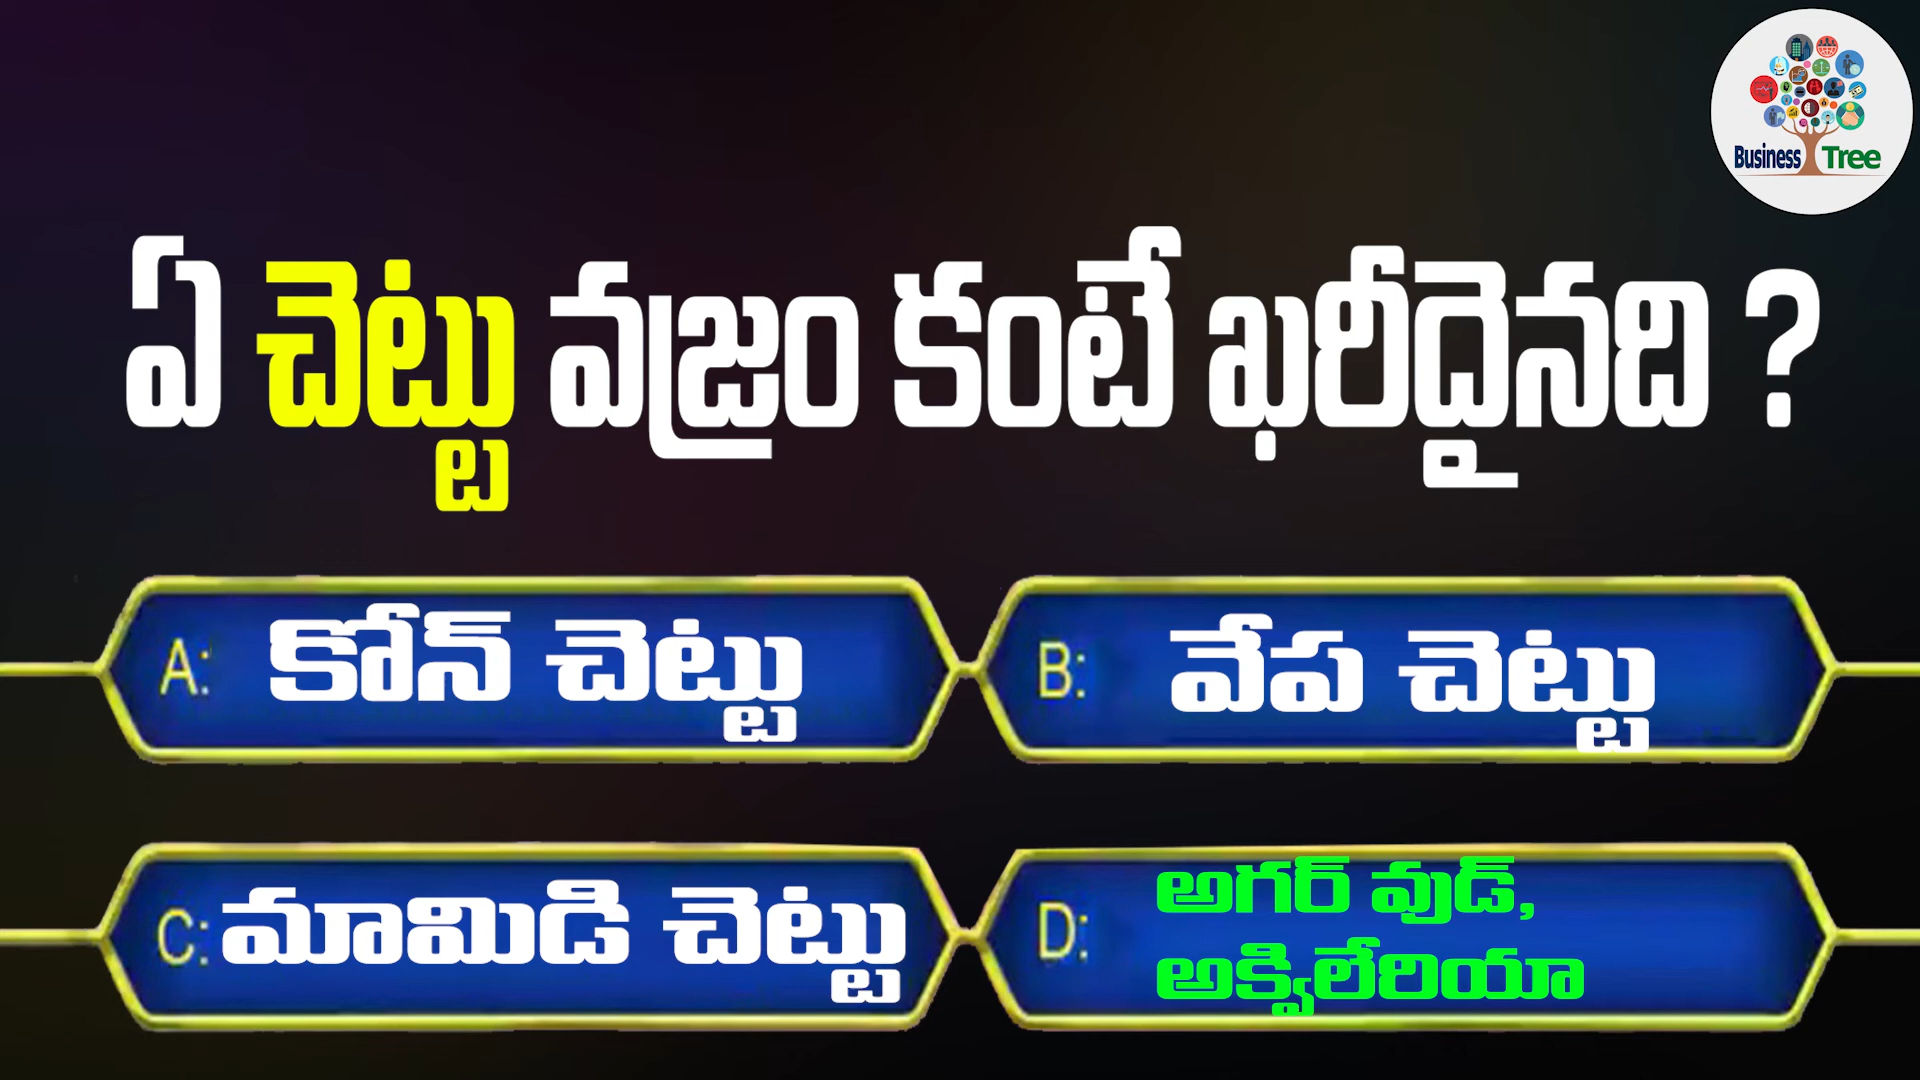 Business Tree
ఏ చెట్టు వజ్రం కంటే ఖరీదైనది ?
A: కోన్ చెట్టు
B: వేప చెట్టు
C: మామిడి చెట్టు
D: అగర్ వుడ్,
అక్విలేరియా